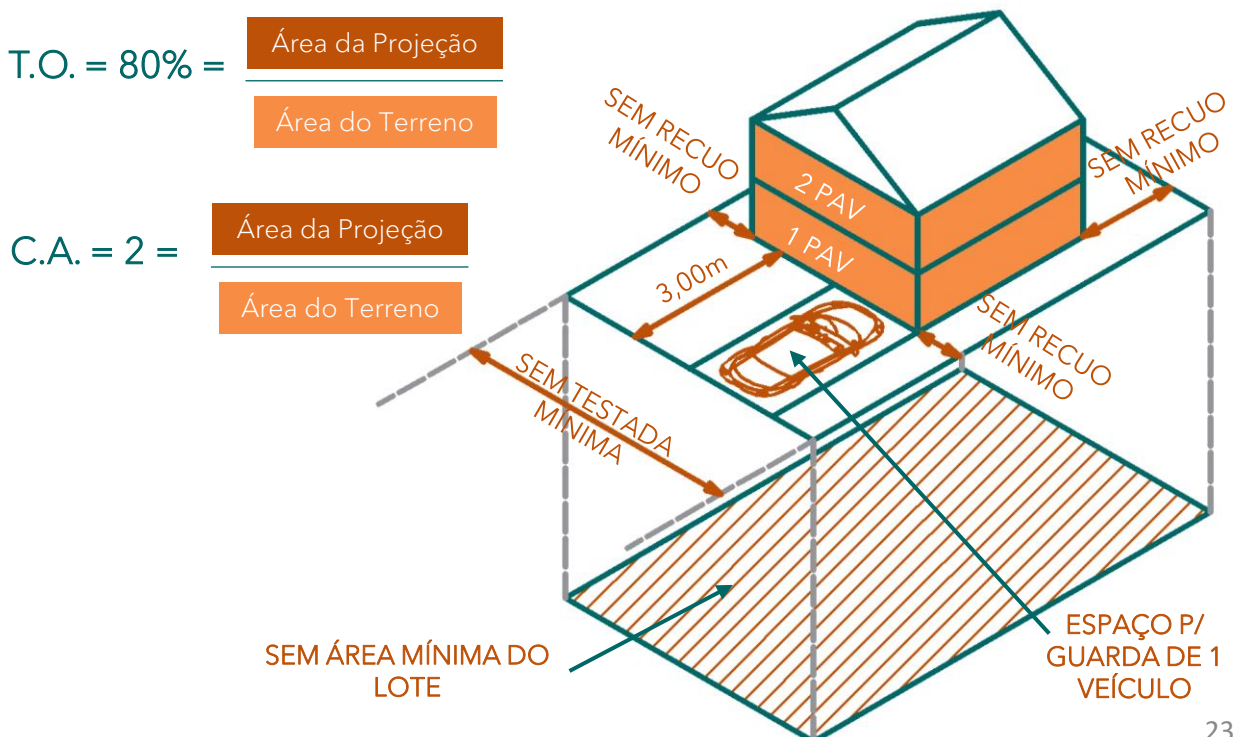 T.O. = 80% =
Área da Projeção
Área do Terreno
C.A. = 2 =
Área da Projeção
Área do Terreno
SEM RECUO
MÍNIMO
SEM RECUO
MÍNIMO
2 PAV
1 PAV
3,00m
SEM RECUO
MÍNIMO
SEM TESTADA
MÍNIMA
SEM ÁREA MÍNIMA DO
LOTE
ESPAÇO P/
GUARDA DE 1
VEÍCULO
23